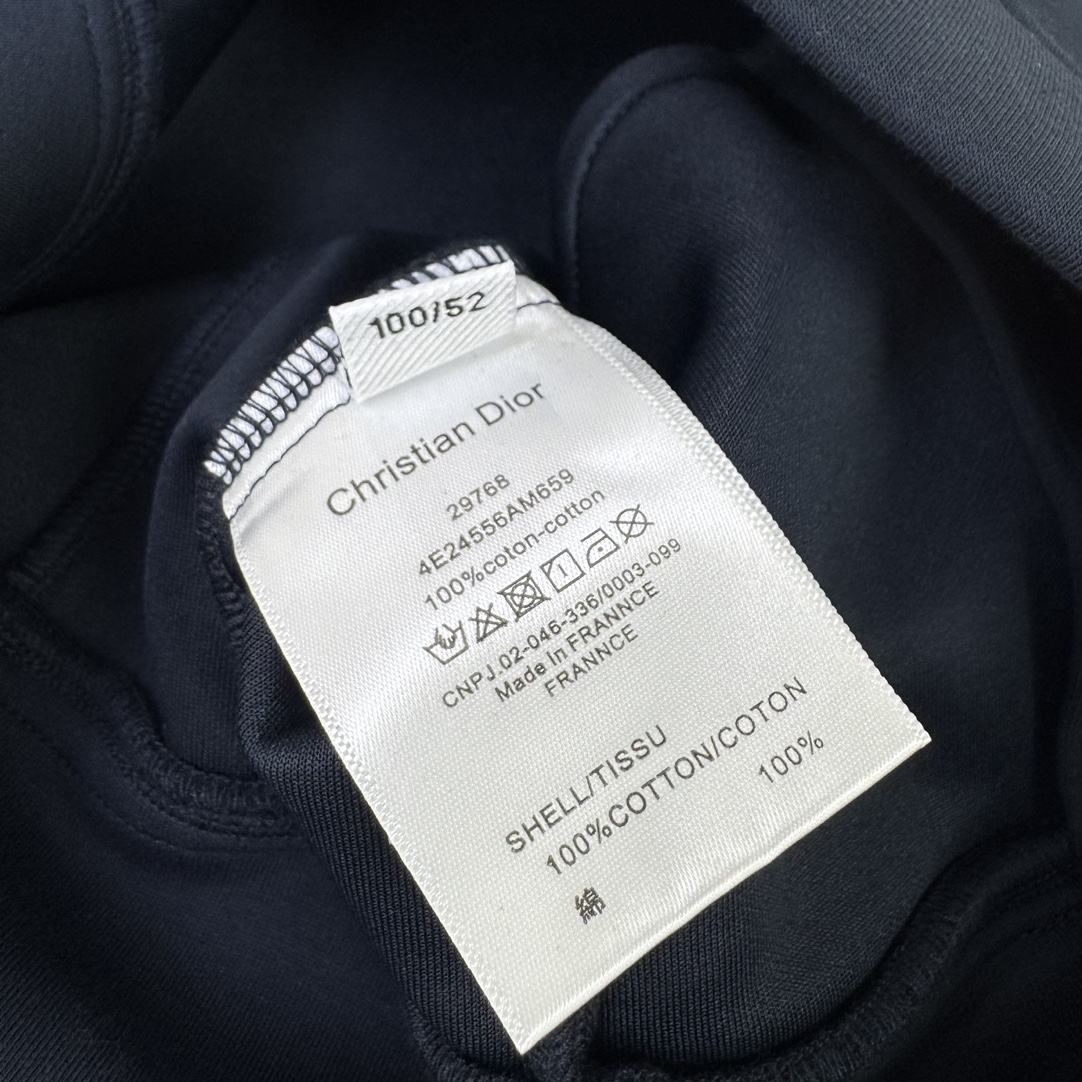 100/52
Christian Dior
29768
4E24556AM659
100%coton-cotton
1
CNPJ.02-046-336/0003-099
Made In FRANNCE
FRANNCE
SHELL/TISSU
100%COTTON/COTON
100%
綿